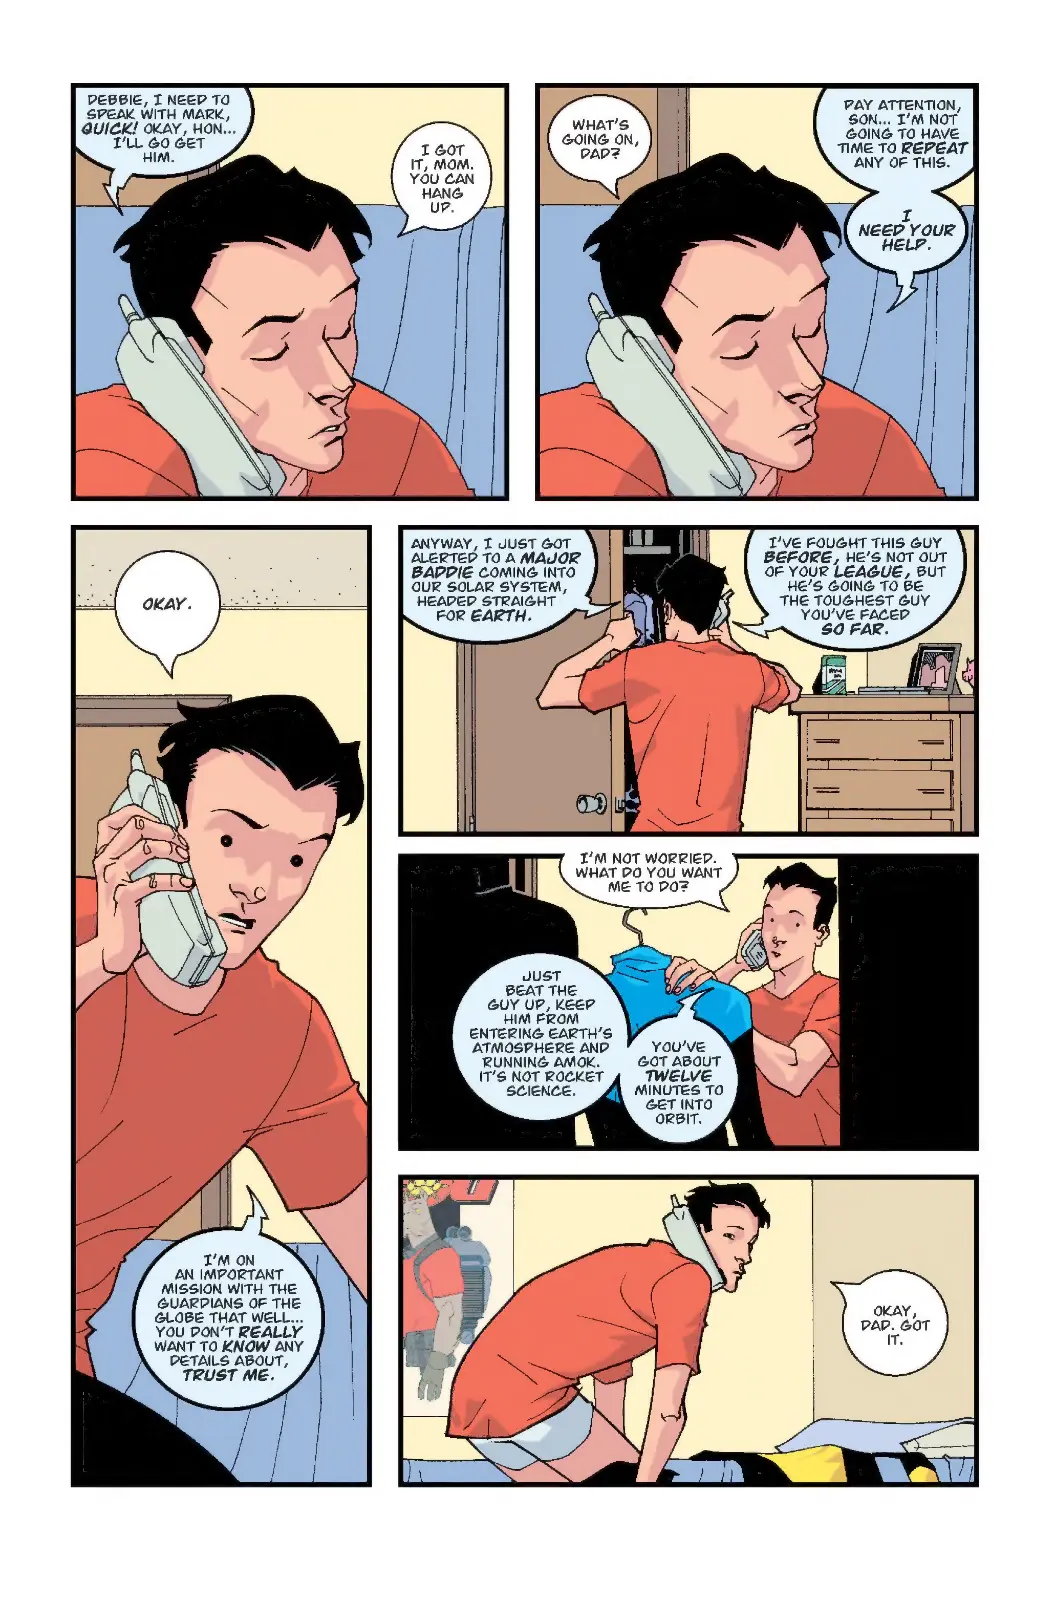 DEBBIE, I NEED TO
SPEAK WITH MARK,
QUICK! OKAY, HON...
I'LL GO GET
HIM.
I GOT
IT, MOM.
YOU CAN
HANG
UP.
WHAT'S
GOING ON,
DAD?
PAY ATTENTION,
SON... I'M NOT
GOING TO HAVE
TIME TO REPEAT
ANY OF THIS.
I
NEED YOUR
HELP.
OKAY.
I'M ON
AN IMPORTANT
MISSION WITH THE
GUARDIANS OF THE
GLOBE THAT WELL...
YOU DON'T REALLY
WANT TO KNOW ANY
DETAILS ABOUT,
TRUST ME.
ANYWAY, I JUST GOT
ALERTED TO A MAJOR
BADDIE COMING INTO
OUR SOLAR SYSTEM,
HEADED STRAIGHT
FOR EARTH.
I'VE FOUGHT THIS GUY
BEFORE, HE'S NOT OUT
OF YOUR LEAGUE, BUT
HE'S GOING TO BE
THE TOUGHEST GUY
YOU'VE FACED
SO FAR.
I'M NOT WORRIED.
WHAT DO YOU WANT
ME TO DO?
JUST
BEAT THE
GUY UP, KEEP
HIM FROM
ENTERING EARTH'S
ATMOSPHERE AND
RUNNING AMOK.
IT'S NOT ROCKET
SCIENCE.
YOU'VE
GOT ABOUT
TWELVE
MINUTES TO
GET INTO
ORBIT.
OKAY,
DAD. GOT
IT.